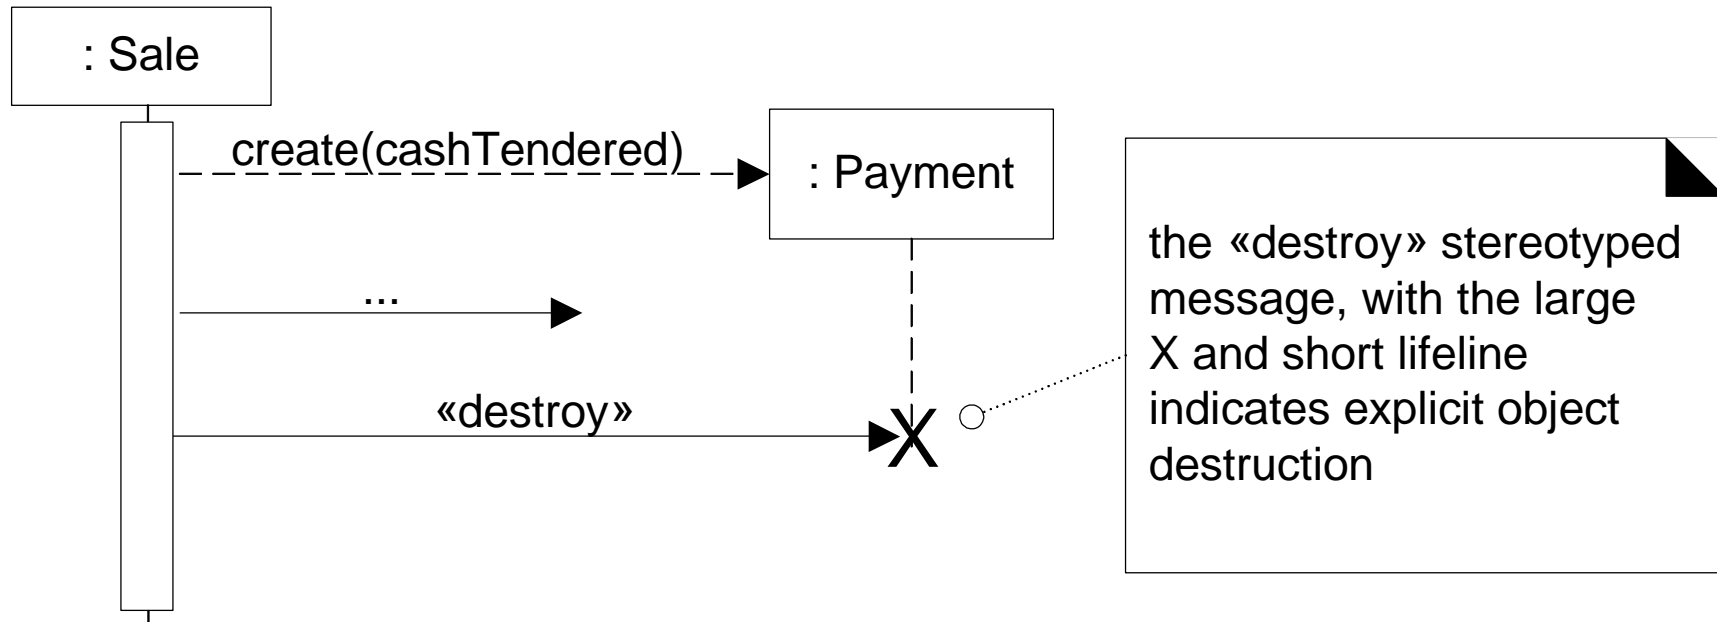 : Sale
create(cashTendered)
: Payment
...
«destroy»
X
the «destroy» stereotyped
message, with the large
X and short lifeline
indicates explicit object
destruction